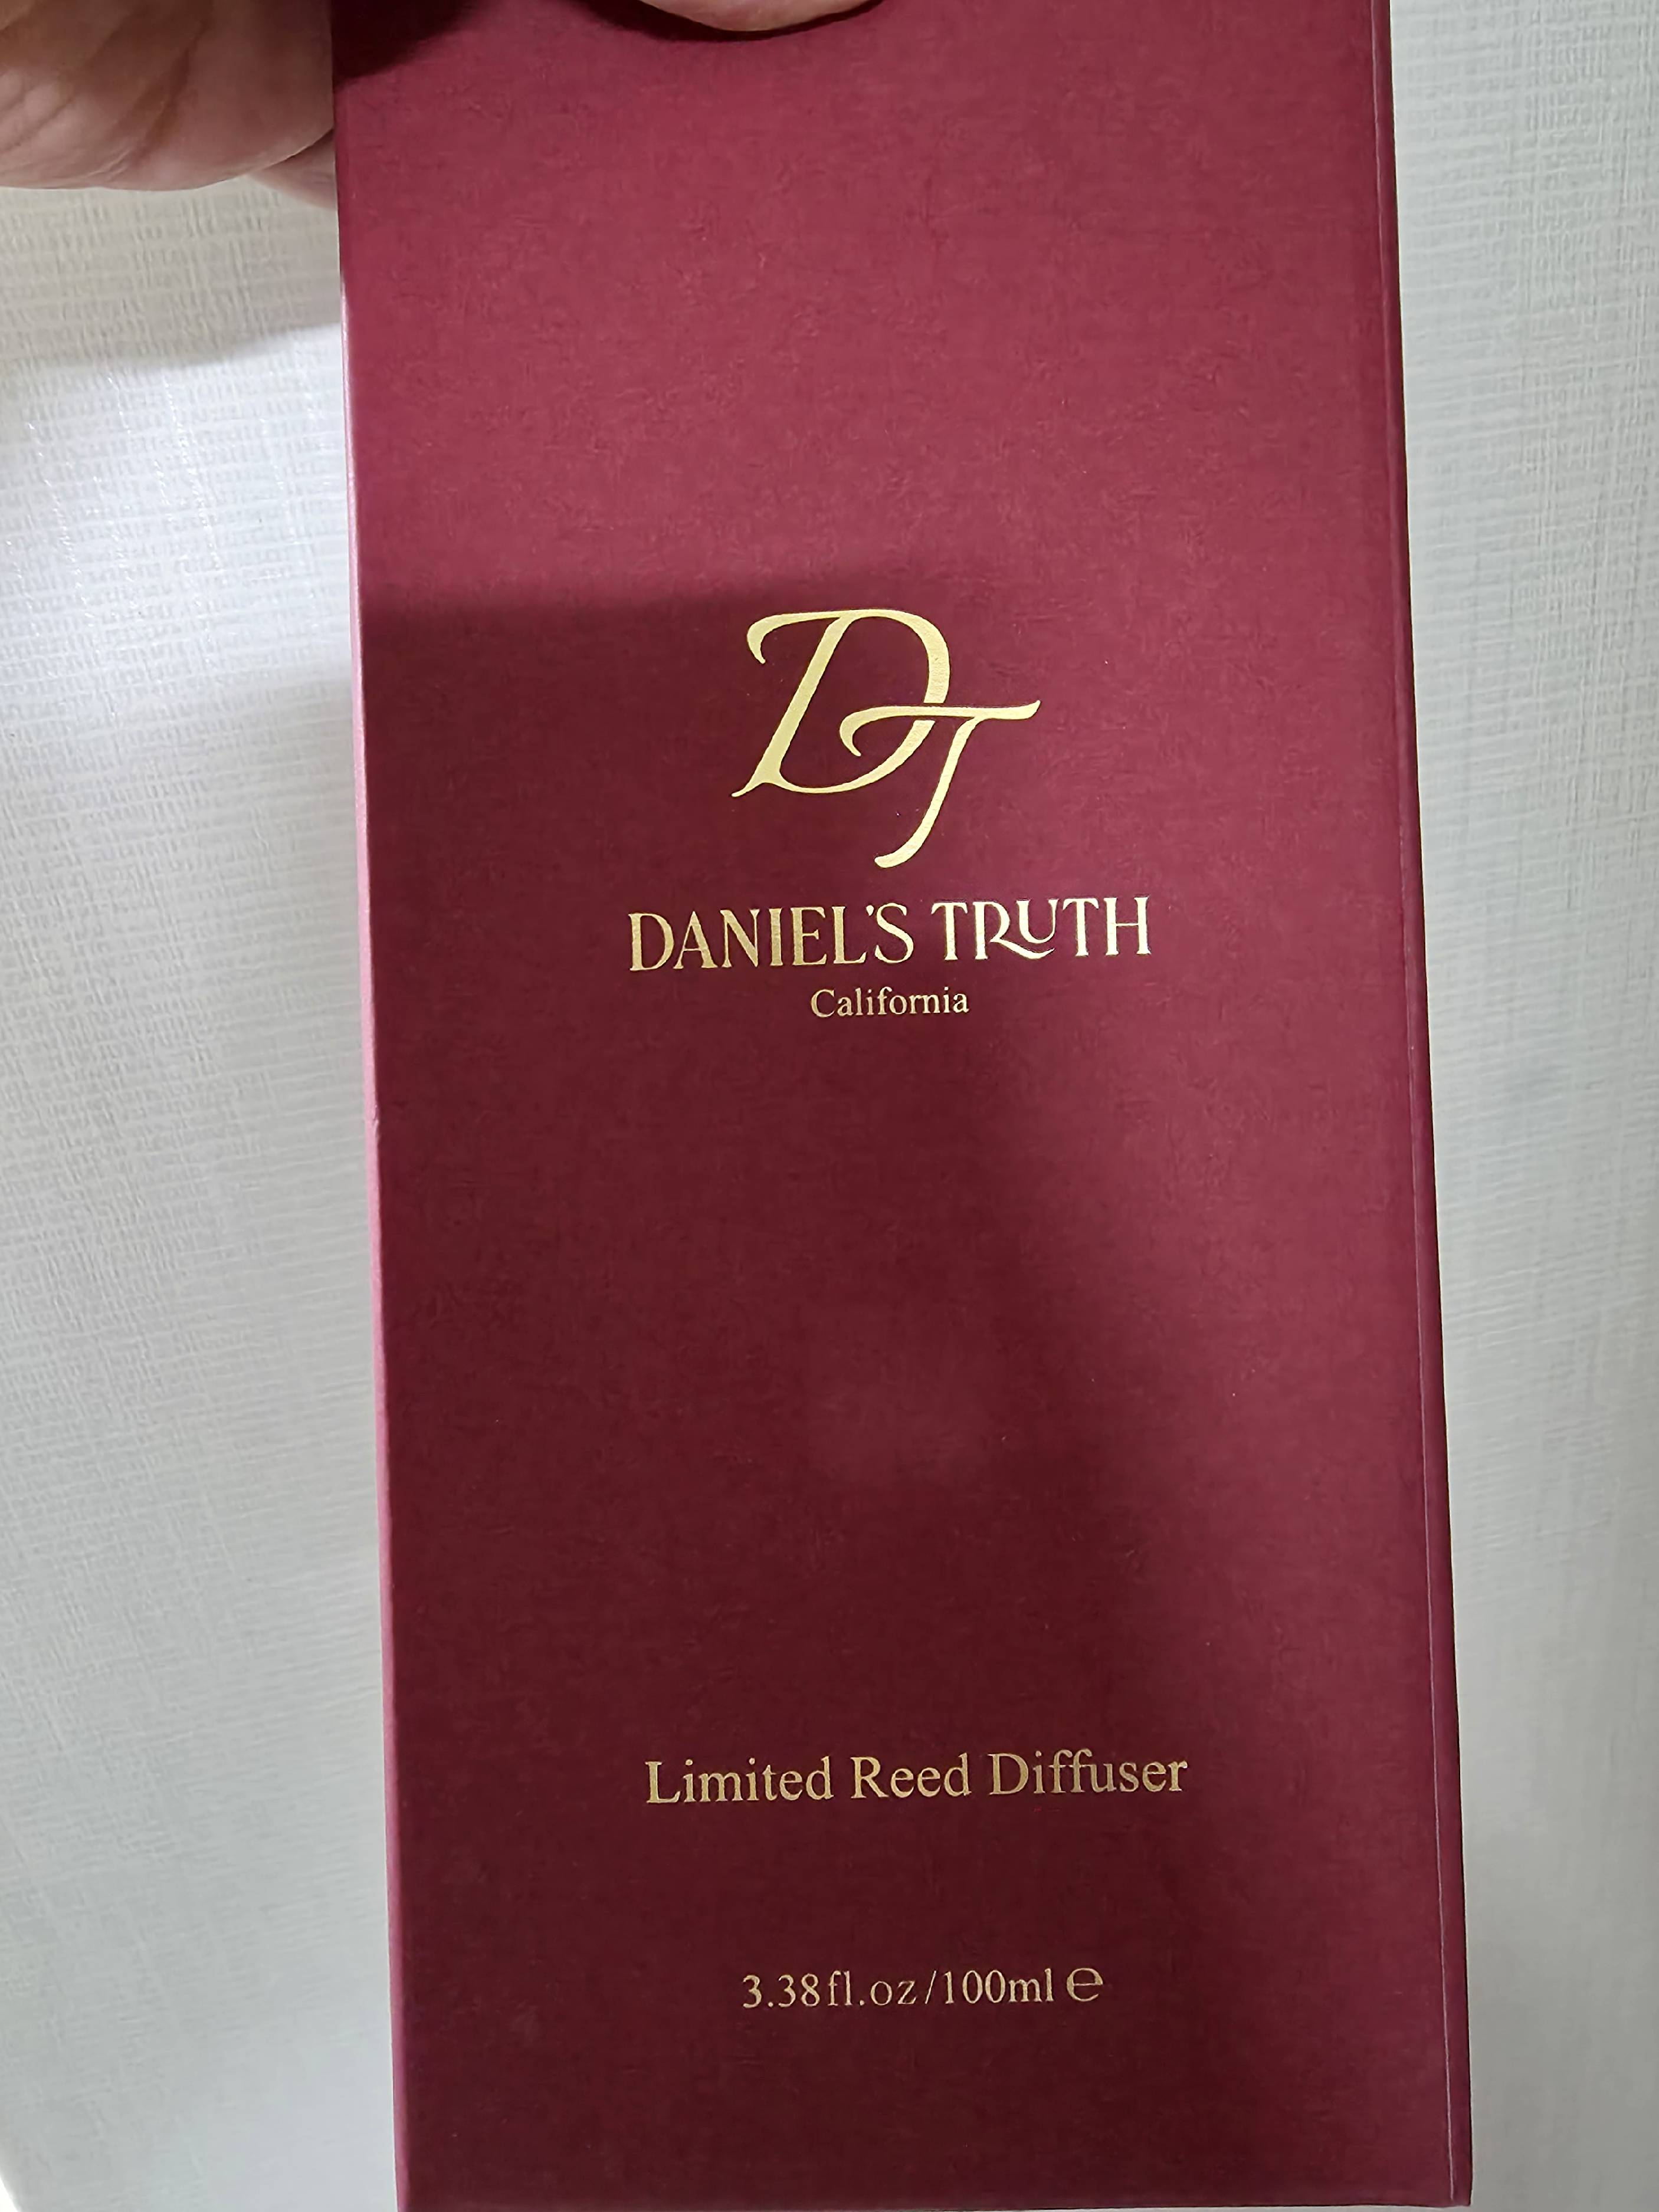 DT
DANIEL'S TRUTH
California
Limited Reed Diffuser
3.38fl.oz/100ml ℮